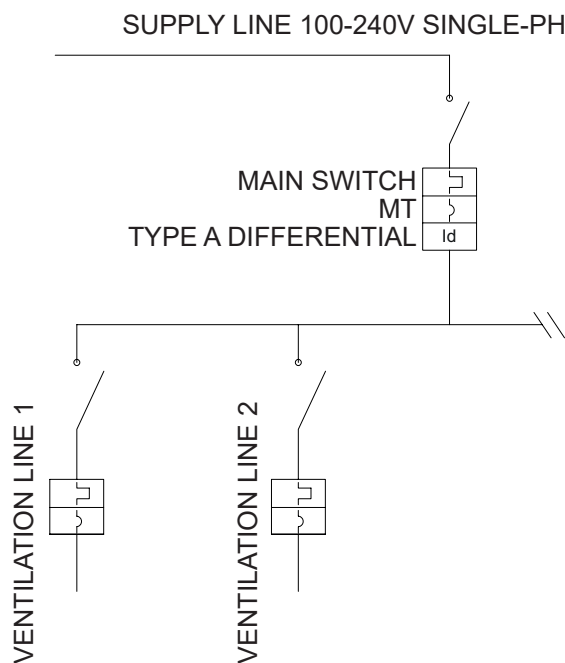 SUPPLY LINE 100-240V SINGLE-PH
MAIN SWITCH
MT
TYPE A DIFFERENTIAL
Id
VENTILATION LINE 1
VENTILATION LINE 2